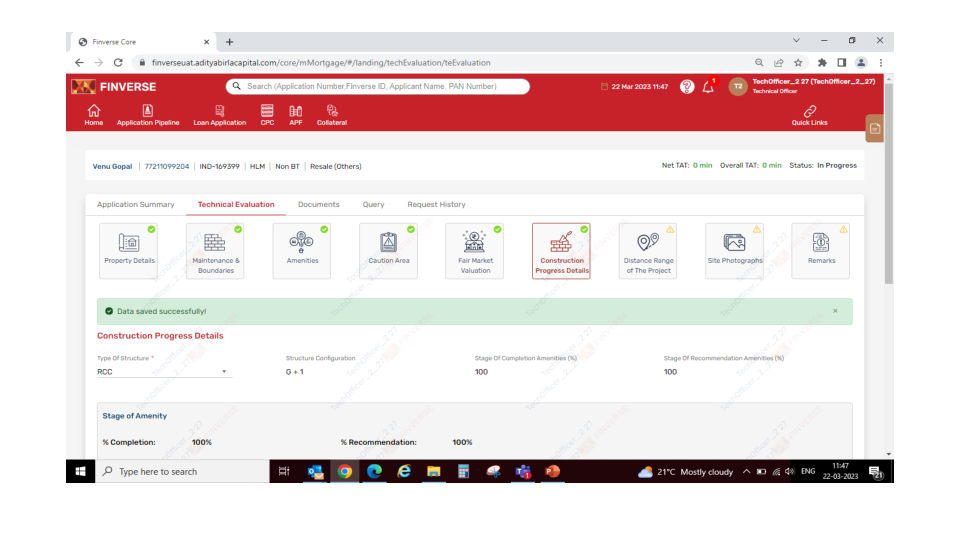 Finverse Core
finverseuat.adityabirlacapital.com/core/mMortgage/#/landing/techEvaluation/teEvaluation
FINVERSE
Search (Application Number,Finverse ID, Applicant Name, PAN Number)
22 Mar 2023 11:47
T2
TechOfficer_2 27 (TechOfficer_2_27)
Technical Officer
Home Application Pipeline Loan Application CPC APF Collateral Quick Links
Venu Gopal | 77211099204 | IND-169399 | HLM | Non BT | Resale (Others) Net TAT: 0 min Overall TAT: 0 min Status: In Progress
Application Summary Technical Evaluation Documents Query Request History
Property Details Maintenance & Boundaries Amenities Caution Area Fair Market Valuation Construction Progress Details Distance Range of The Project Site Photographs Remarks
Data saved successfully! ×
Construction Progress Details
Type Of Structure * Structure Configuration Stage Of Completion Amenities (%) Stage Of Recommendation Amenities (%)
RCC G + 1 100 100
Stage of Amenity
% Completion: 100% % Recommendation: 100%
Type here to search 21°C Mostly cloudy ENG 11:47
22-03-2023
21